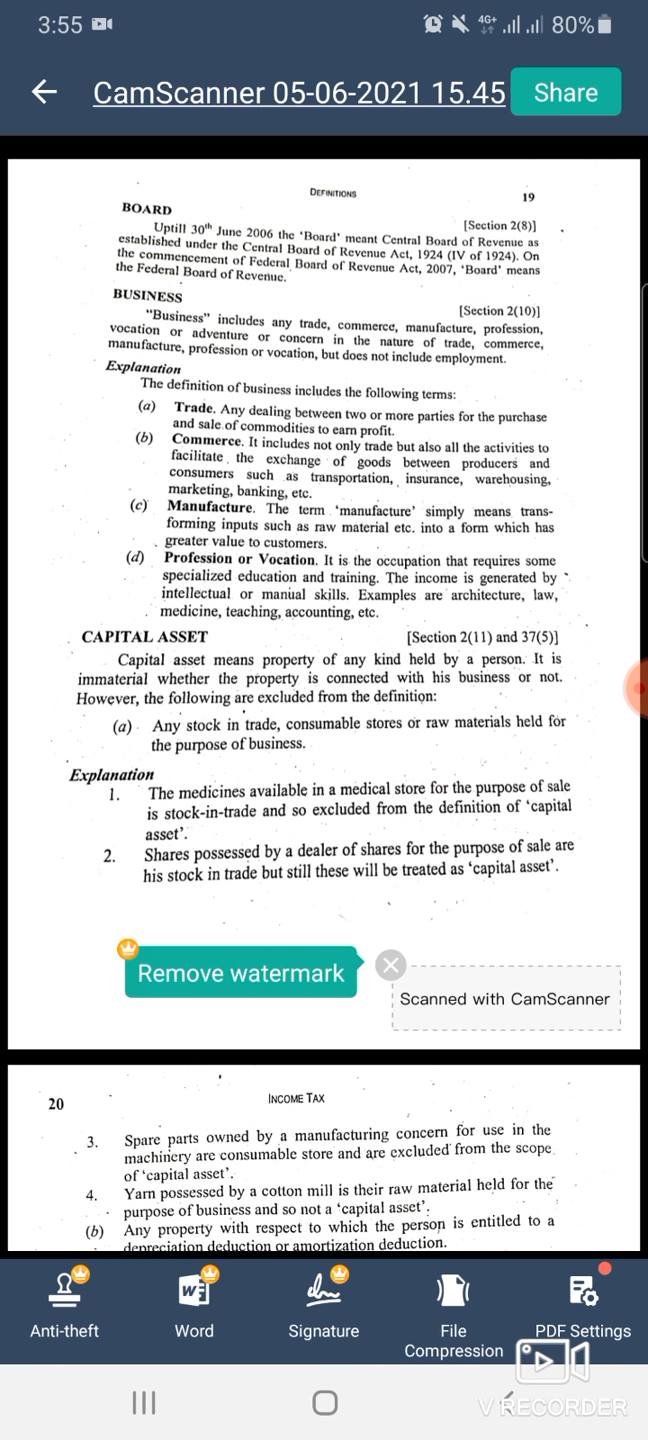 3:55
4G+ 80%
CamScanner 05-06-2021 15.45
Share
DEFINITIONS 19
BOARD [Section 2(8)]
Uptill 30th June 2006 the 'Board' meant Central Board of Revenue as
established under the Central Board of Revenue Act, 1924 (IV of 1924). On
the commencement of Federal Board of Revenue Act, 2007, 'Board' means
the Federal Board of Revenue.
BUSINESS [Section 2(10)]
"Business" includes any trade, commerce, manufacture, profession,
vocation or adventure or concern in the nature of trade, commerce,
manufacture, profession or vocation, but does not include employment.
Explanation
The definition of business includes the following terms:
(a) Trade. Any dealing between two or more parties for the purchase
and sale of commodities to earn profit.
(b) Commerce. It includes not only trade but also all the activities to
facilitate the exchange of goods between producers and
consumers such as transportation, insurance, warehousing,
marketing, banking, etc.
(c) Manufacture. The term 'manufacture' simply means trans-
forming inputs such as raw material etc. into a form which has
greater value to customers.
(d) Profession or Vocation. It is the occupation that requires some
specialized education and training. The income is generated by
intellectual or manual skills. Examples are architecture, law,
medicine, teaching, accounting, etc.
CAPITAL ASSET [Section 2(11) and 37(5)]
Capital asset means property of any kind held by a person. It is
immaterial whether the property is connected with his business or not.
However, the following are excluded from the definition:
(a) Any stock in trade, consumable stores or raw materials held for
the purpose of business.
Explanation
1. The medicines available in a medical store for the purpose of sale
is stock-in-trade and so excluded from the definition of 'capital
asset'.
2. Shares possessed by a dealer of shares for the purpose of sale are
his stock in trade but still these will be treated as 'capital asset'.
Remove watermark
Scanned with CamScanner
20 INCOME TAX
3. Spare parts owned by a manufacturing concern for use in the
machinery are consumable store and are excluded from the scope
of 'capital asset'.
4. Yarn possessed by a cotton mill is their raw material held for the
purpose of business and so not a 'capital asset'.
(b) Any property with respect to which the person is entitled to a
depreciation deduction or amortization deduction.
W
Anti-theft
Word
Signature
File
Compression
PDF Settings
V RECORDER